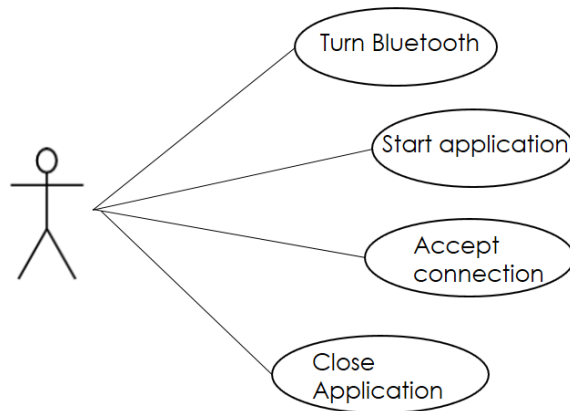 Turn Bluetooth
Start application
Accept
connection
Close
Application